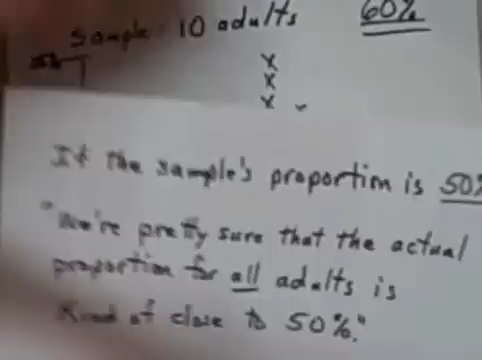 Sample: 10 adults 60%
x
x
x
If the sample's proportion is 50%
"We're pretty sure that the actual
proportion for all adults is
kind of close to 50%."